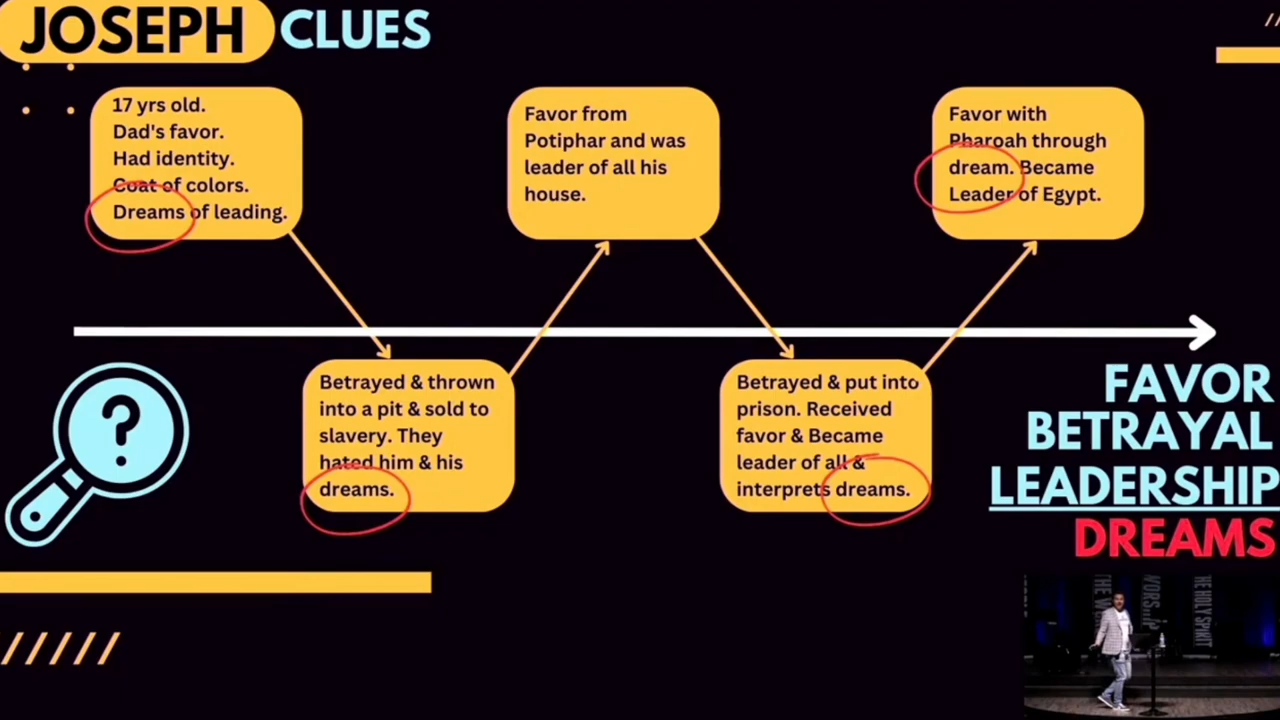 JOSEPH CLUES
17 yrs old.
Dad's favor.
Had identity.
Coat of colors.
Dreams of leading.
Favor from
Potiphar and was
leader of all his
house.
Favor with
Pharoah through
dream. Became
Leader of Egypt.
Betrayed & thrown
into a pit & sold to
slavery. They
hated him & his
dreams.
Betrayed & put into
prison. Received
favor & Became
leader of all &
interprets dreams.
?
FAVOR
BETRAYAL
LEADERSHIP
DREAMS
THE HOLY SPIRIT